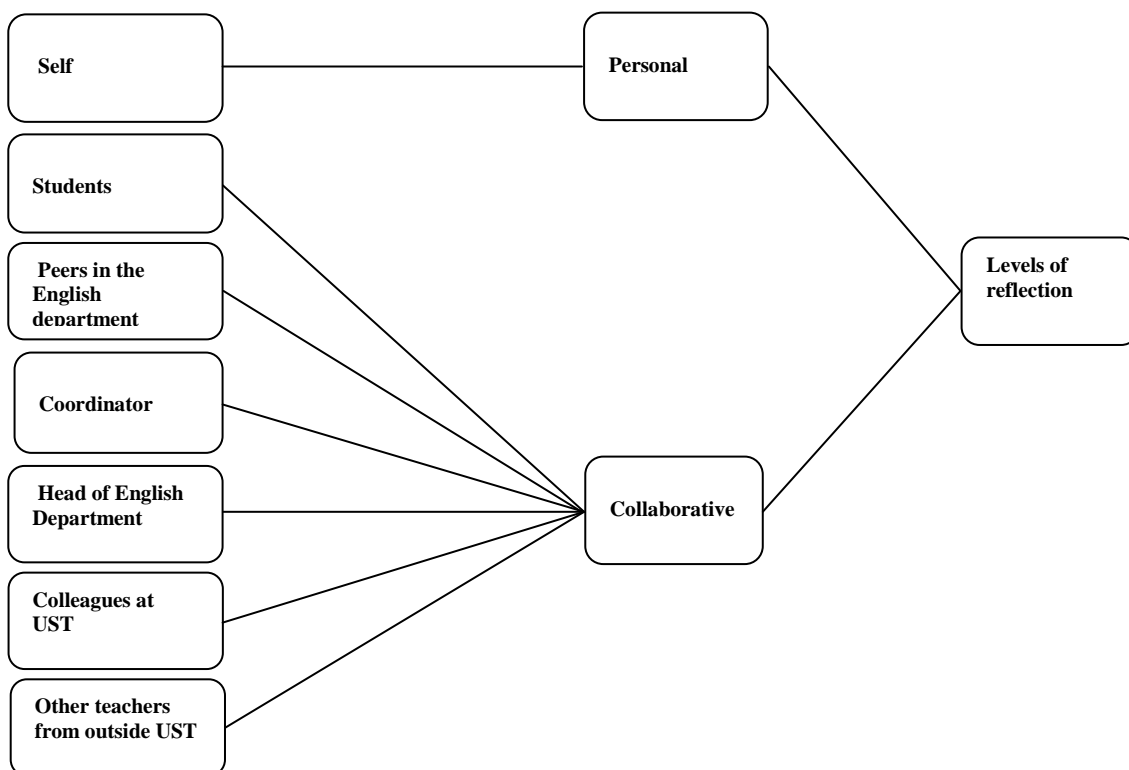 Self
Personal
Students
Peers in the
English
department
Levels of
reflection
Coordinator
Head of English
Department
Collaborative
Colleagues at
UST
Other teachers
from outside UST